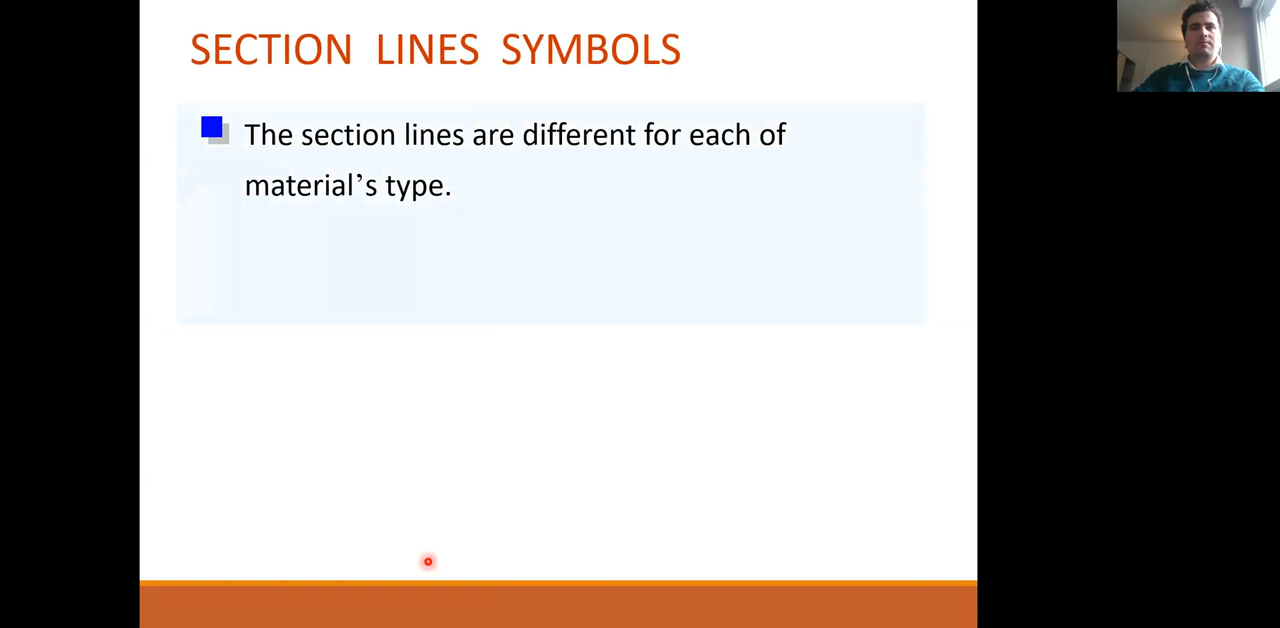 SECTION LINES SYMBOLS
The section lines are different for each of
material’s type.